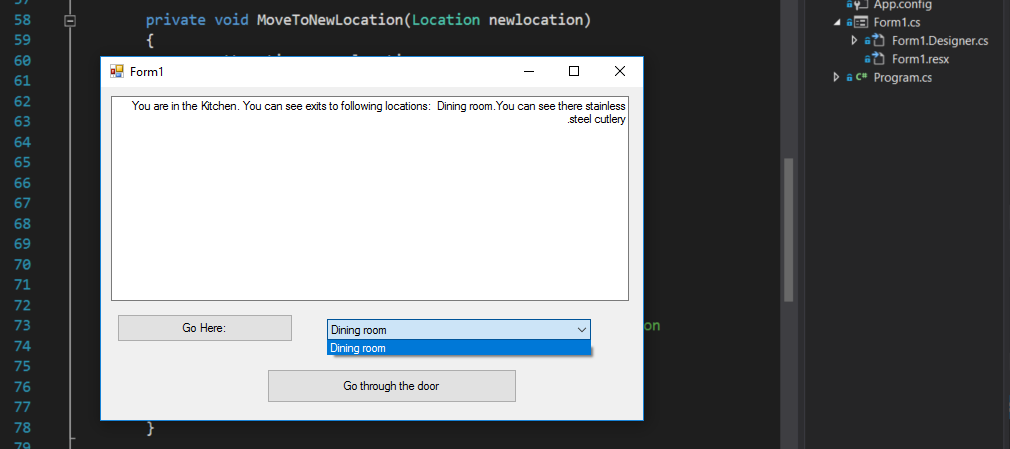 58 private void MoveToNewLocation(Location newlocation)
59 {
60
61
62
63
64
65
66
67
68
69
70
71
72
73 on
74
75
76
77
78 }
79
App.config
Form1.cs
Form1.Designer.cs
Form1.resx
C# Program.cs
Form1
You are in the Kitchen. You can see exits to following locations:  Dining room.You can see there stainless
.steel cutlery
Go Here:
Dining room
Dining room
Go through the door